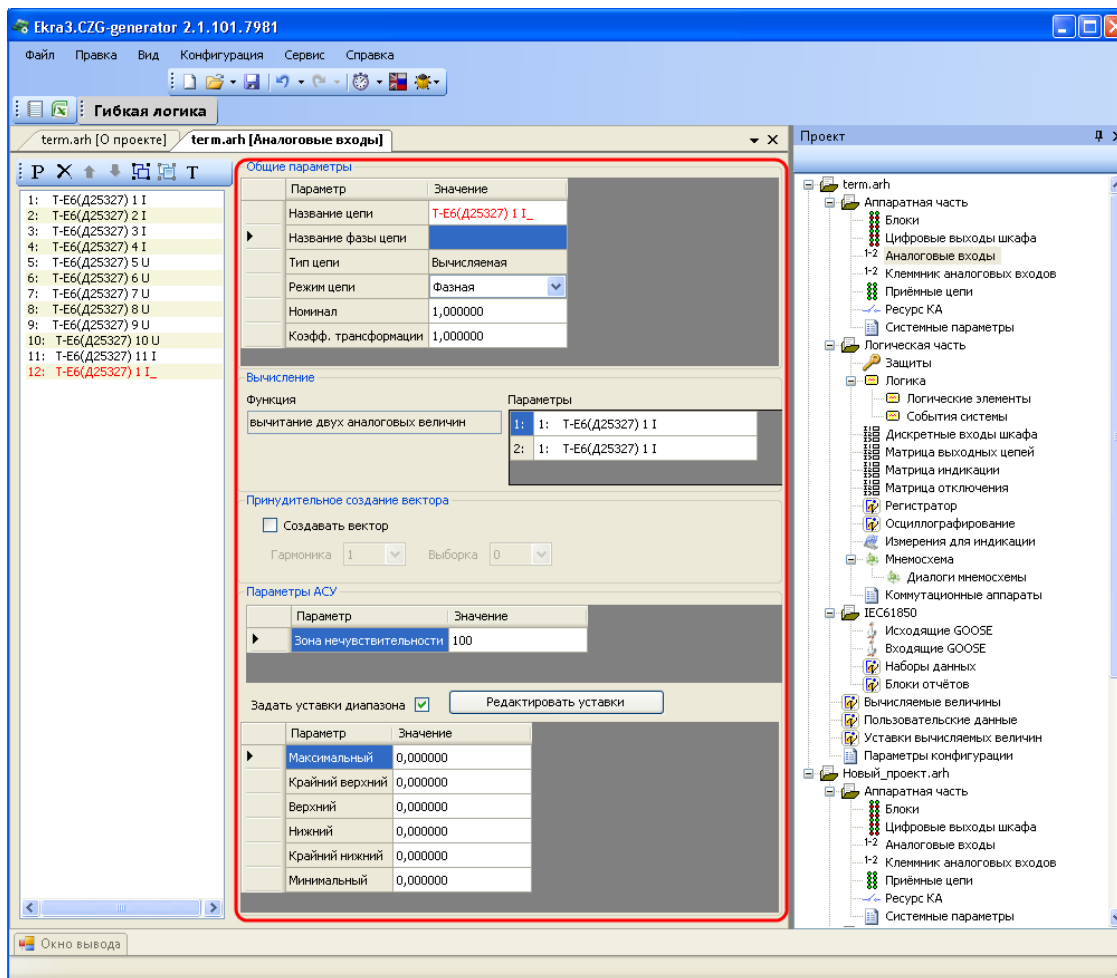 Ekra3.CZG-generator 2.1.101.7981
Файл Правка Вид Конфигурация Сервис Справка
Гибкая логика
term.arh [О проекте] term.arh [Аналоговые входы]
P T
1: Т-Е6(Д25327) 1 I
2: Т-Е6(Д25327) 2 I
3: Т-Е6(Д25327) 3 I
4: Т-Е6(Д25327) 4 I
5: Т-Е6(Д25327) 5 U
6: Т-Е6(Д25327) 6 U
7: Т-Е6(Д25327) 7 U
8: Т-Е6(Д25327) 8 U
9: Т-Е6(Д25327) 9 U
10: Т-Е6(Д25327) 10 U
11: Т-Е6(Д25327) 11 I
12: Т-Е6(Д25327) 1 I_
Общие параметры
Параметр Значение
Название цепи Т-Е6(Д25327) 1 I_
Название фазы цепи
Тип цепи Вычисляемая
Режим цепи Фазная
Номинал 1,000000
Коэфф. трансформации 1,000000
Вычисление
Функция Параметры
вычитание двух аналоговых величин
1: 1: Т-Е6(Д25327) 1 I
2: 1: Т-Е6(Д25327) 1 I
Принудительное создание вектора
Создавать вектор
Гармоника 1 Выборка 0
Параметры АСУ
Параметр Значение
Зона нечувствительности 100
Задать уставки диапазона Редактировать уставки
Параметр Значение
Максимальный 0,000000
Крайний верхний 0,000000
Верхний 0,000000
Нижний 0,000000
Крайний нижний 0,000000
Минимальный 0,000000
Проект
term.arh
Аппаратная часть
Блоки
Цифровые выходы шкафа
1-2 Аналоговые входы
1-2 Клеммник аналоговых входов
Приёмные цепи
Ресурс КА
Системные параметры
Логическая часть
Защиты
Логика
Логические элементы
События системы
Дискретные входы шкафа
Матрица выходных цепей
Матрица индикации
Матрица отключения
Регистратор
Осциллографирование
Измерения для индикации
Мнемосхема
Диалоги мнемосхемы
Коммутационные аппараты
IEC61850
Исходящие GOOSE
Входящие GOOSE
Наборы данных
Блоки отчётов
Вычисляемые величины
Пользовательские данные
Уставки вычисляемых величин
Параметры конфигурации
Новый_проект.arh
Аппаратная часть
Блоки
Цифровые выходы шкафа
1-2 Аналоговые входы
1-2 Клеммник аналоговых входов
Приёмные цепи
Ресурс КА
Системные параметры
Окно вывода